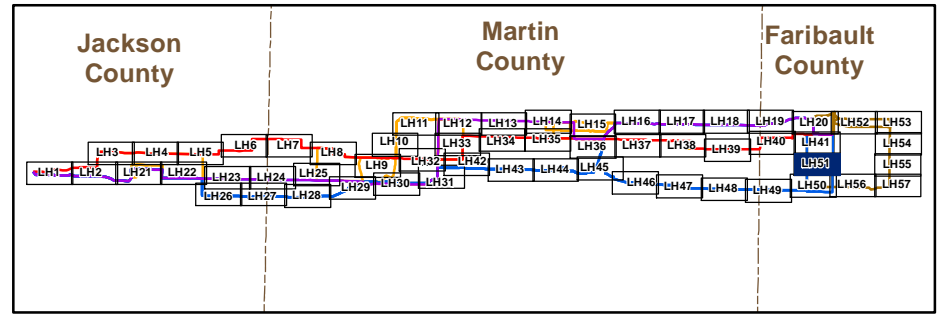 Jackson
County
Martin
County
Faribault
County
LH11 LH12 LH13 LH14 LH15 LH16 LH17 LH18 LH19 LH20 LH52 LH53
LH6 LH7 LH10 LH33 LH34 LH35 LH36 LH37 LH38 LH39 LH40 LH41 LH54
LH3 LH4 LH5 LH8 LH9 LH32 LH42
LH1 LH2 LH21 LH22 LH23 LH24 LH25 LH43 LH44 LH45 LH51 LH55
LH26 LH27 LH28 LH29 LH30 LH31 LH46 LH47 LH48 LH49 LH50 LH56 LH57